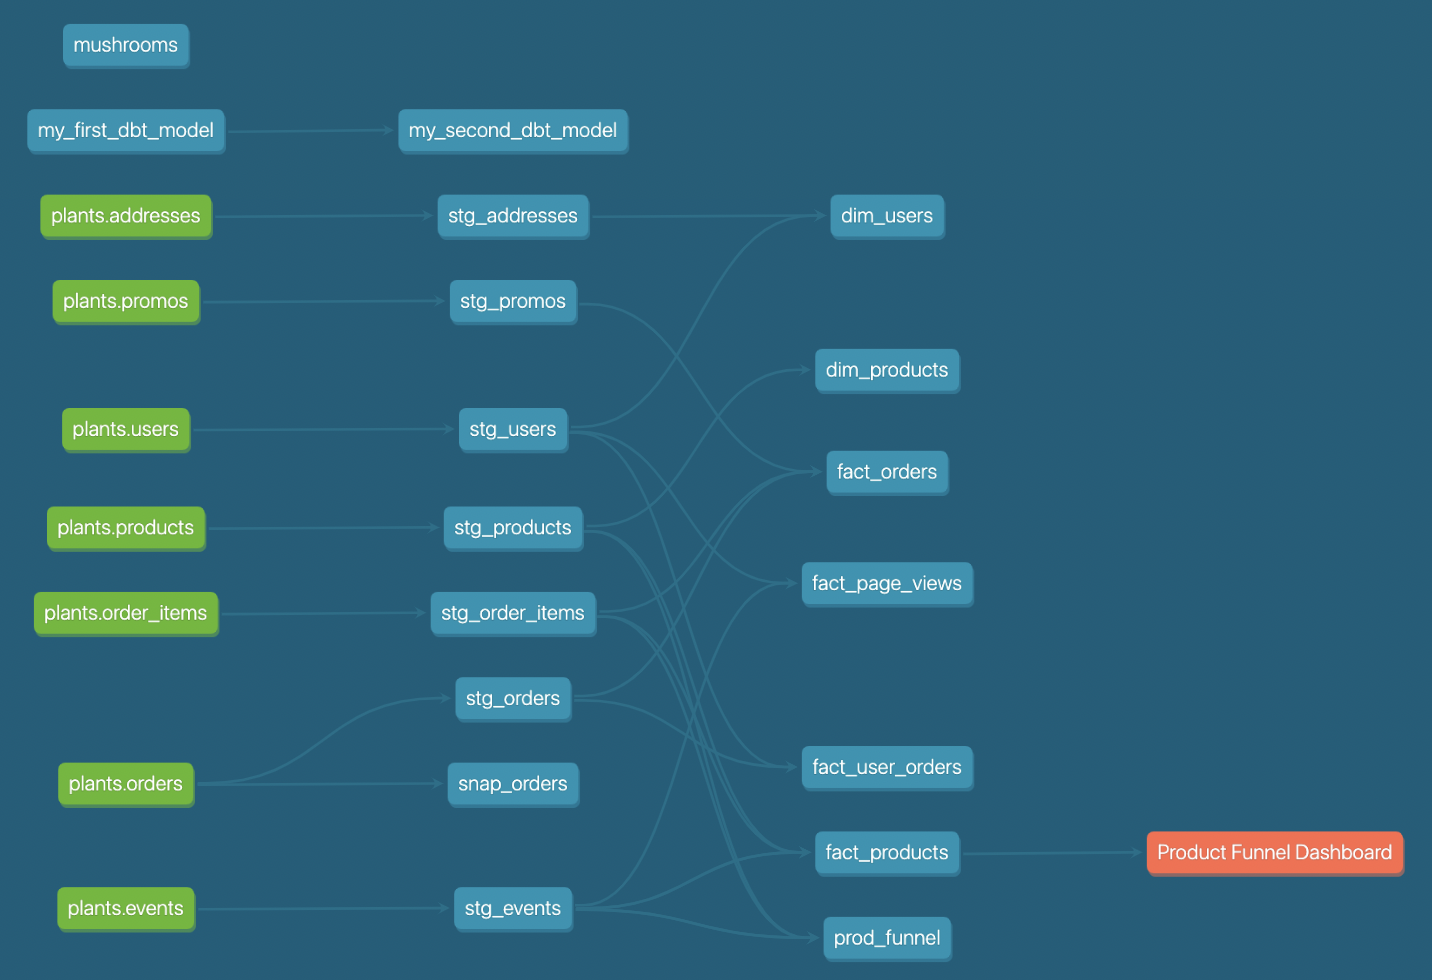 mushrooms
my_first_dbt_model
my_second_dbt_model
plants.addresses
stg_addresses
dim_users
plants.promos
stg_promos
dim_products
plants.users
stg_users
fact_orders
plants.products
stg_products
fact_page_views
plants.order_items
stg_order_items
stg_orders
fact_user_orders
plants.orders
snap_orders
fact_products
Product Funnel Dashboard
plants.events
stg_events
prod_funnel